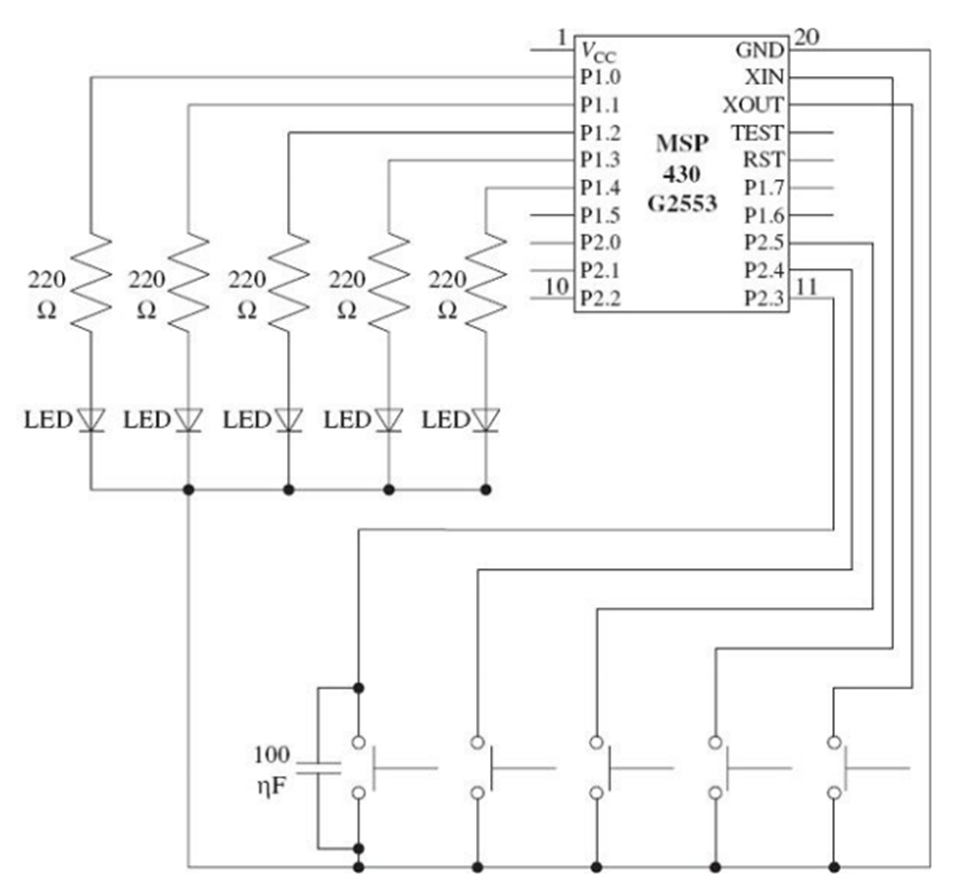 1
20
V_CC
GND
P1.0
XIN
P1.1
XOUT
P1.2
TEST
P1.3
RST
P1.4
P1.7
P1.5
P1.6
P2.0
P2.5
P2.1
P2.4
10
P2.2
P2.3
11
MSP
430
G2553
220
Ω
220
Ω
220
Ω
220
Ω
220
Ω
LED
LED
LED
LED
LED
100
ηF